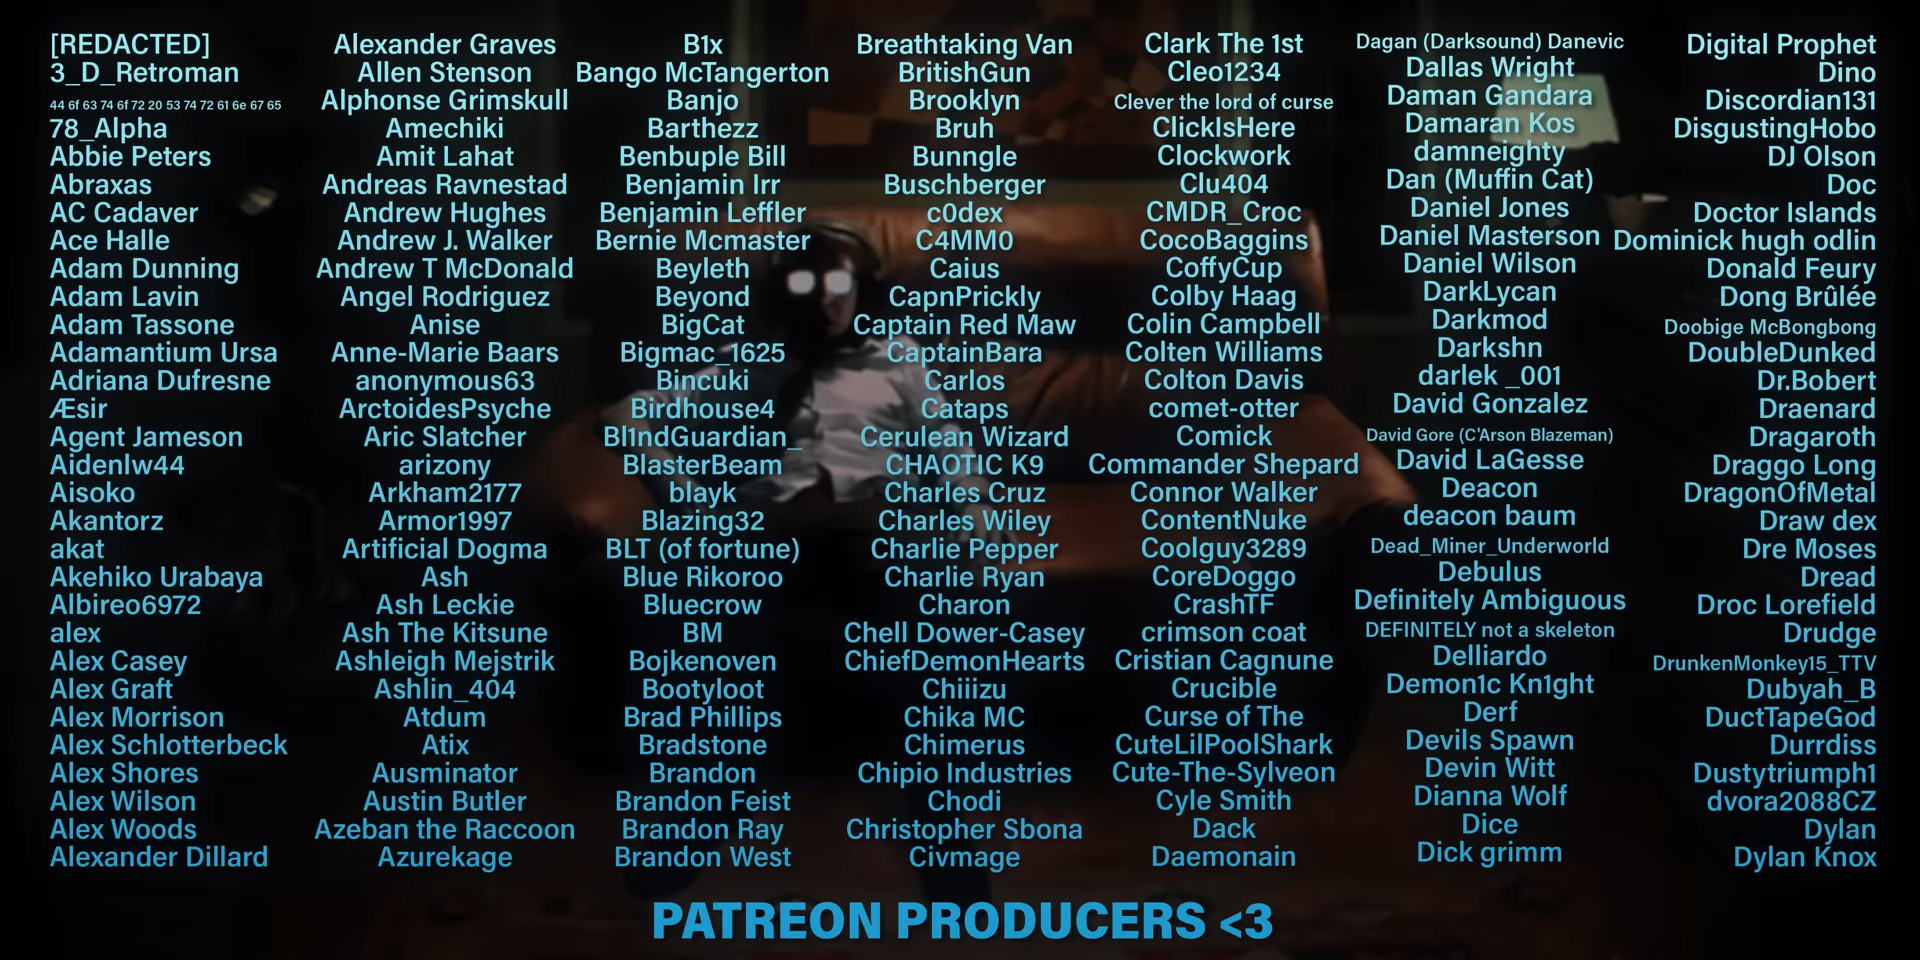 [REDACTED]
3_D_Retroman
44 6f 63 74 6f 72 20 53 74 72 61 6e 67 65
78_Alpha
Abbie Peters
Abraxas
AC Cadaver
Ace Halle
Adam Dunning
Adam Lavin
Adam Tassone
Adamantium Ursa
Adriana Dufresne
Æsir
Agent Jameson
Aidenlw44
Aisoko
Akantorz
akat
Akehiko Urabaya
Albireo6972
alex
Alex Casey
Alex Graft
Alex Morrison
Alex Schlotterbeck
Alex Shores
Alex Wilson
Alex Woods
Alexander Dillard
Alexander Graves
Allen Stenson
Alphonse Grimskull
Amechiki
Amit Lahat
Andreas Ravnestad
Andrew Hughes
Andrew J. Walker
Andrew T McDonald
Angel Rodriguez
Anise
Anne-Marie Baars
anonymous63
ArctoidesPsyche
Aric Slatcher
arizony
Arkham2177
Armor1997
Artificial Dogma
Ash
Ash Leckie
Ash The Kitsune
Ashleigh Mejstrik
Ashlin_404
Atdum
Atix
Ausminator
Austin Butler
Azeban the Raccoon
Azurekage
B1x
Bango McTangerton
Banjo
Barthezz
Benbuple Bill
Benjamin Irr
Benjamin Leffler
Bernie Mcmaster
Beyleth
Beyond
BigCat
Bigmac_1625
Bincuki
Birdhouse4
Bl1ndGuardian_
BlasterBeam
blayk
Blazing32
BLT (of fortune)
Blue Rikoroo
Bluecrow
BM
Bojkenoven
Bootyloot
Brad Phillips
Bradstone
Brandon
Brandon Feist
Brandon Ray
Brandon West
Breathtaking Van
BritishGun
Brooklyn
Bruh
Bunngle
Buschberger
c0dex
C4MM0
Caius
CapnPrickly
Captain Red Maw
CaptainBara
Carlos
Cataps
Cerulean Wizard
CHAOTIC K9
Charles Cruz
Charles Wiley
Charlie Pepper
Charlie Ryan
Charon
Chell Dower-Casey
ChiefDemonHearts
Chiiizu
Chika MC
Chimerus
Chipio Industries
Chodi
Christopher Sbona
Civmage
Clark The 1st
Cleo1234
Clever the lord of curse
ClickIsHere
Clockwork
Clu404
CMDR_Croc
CocoBaggins
CoffyCup
Colby Haag
Colin Campbell
Colten Williams
Colton Davis
comet-otter
Comick
Commander Shepard
Connor Walker
ContentNuke
Coolguy3289
CoreDoggo
CrashTF
crimson coat
Cristian Cagnune
Crucible
Curse of The
CuteLilPoolShark
Cute-The-Sylveon
Cyle Smith
Dack
Daemonain
Dagan (Darksound) Danevic
Dallas Wright
Daman Gandara
Damaran Kos
damneighty
Dan (Muffin Cat)
Daniel Jones
Daniel Masterson
Daniel Wilson
DarkLycan
Darkmod
Darkshn
darlek _001
David Gonzalez
David Gore (C'Arson Blazeman)
David LaGesse
Deacon
deacon baum
Dead_Miner_Underworld
Debulus
Definitely Ambiguous
DEFINITELY not a skeleton
Delliardo
Demon1c Kn1ght
Derf
Devils Spawn
Devin Witt
Dianna Wolf
Dice
Dick grimm
Digital Prophet
Dino
Discordian131
DisgustingHobo
DJ Olson
Doc
Doctor Islands
Dominick hugh odlin
Donald Feury
Dong Brûlée
Doobige McBongbong
DoubleDunked
Dr.Bobert
Draenard
Dragaroth
Draggo Long
DragonOfMetal
Draw dex
Dre Moses
Dread
Droc Lorefield
Drudge
DrunkenMonkey15_TTV
Dubyah_B
DuctTapeGod
Durrdiss
Dustytriumph1
dvora2088CZ
Dylan
Dylan Knox
PATREON PRODUCERS <3